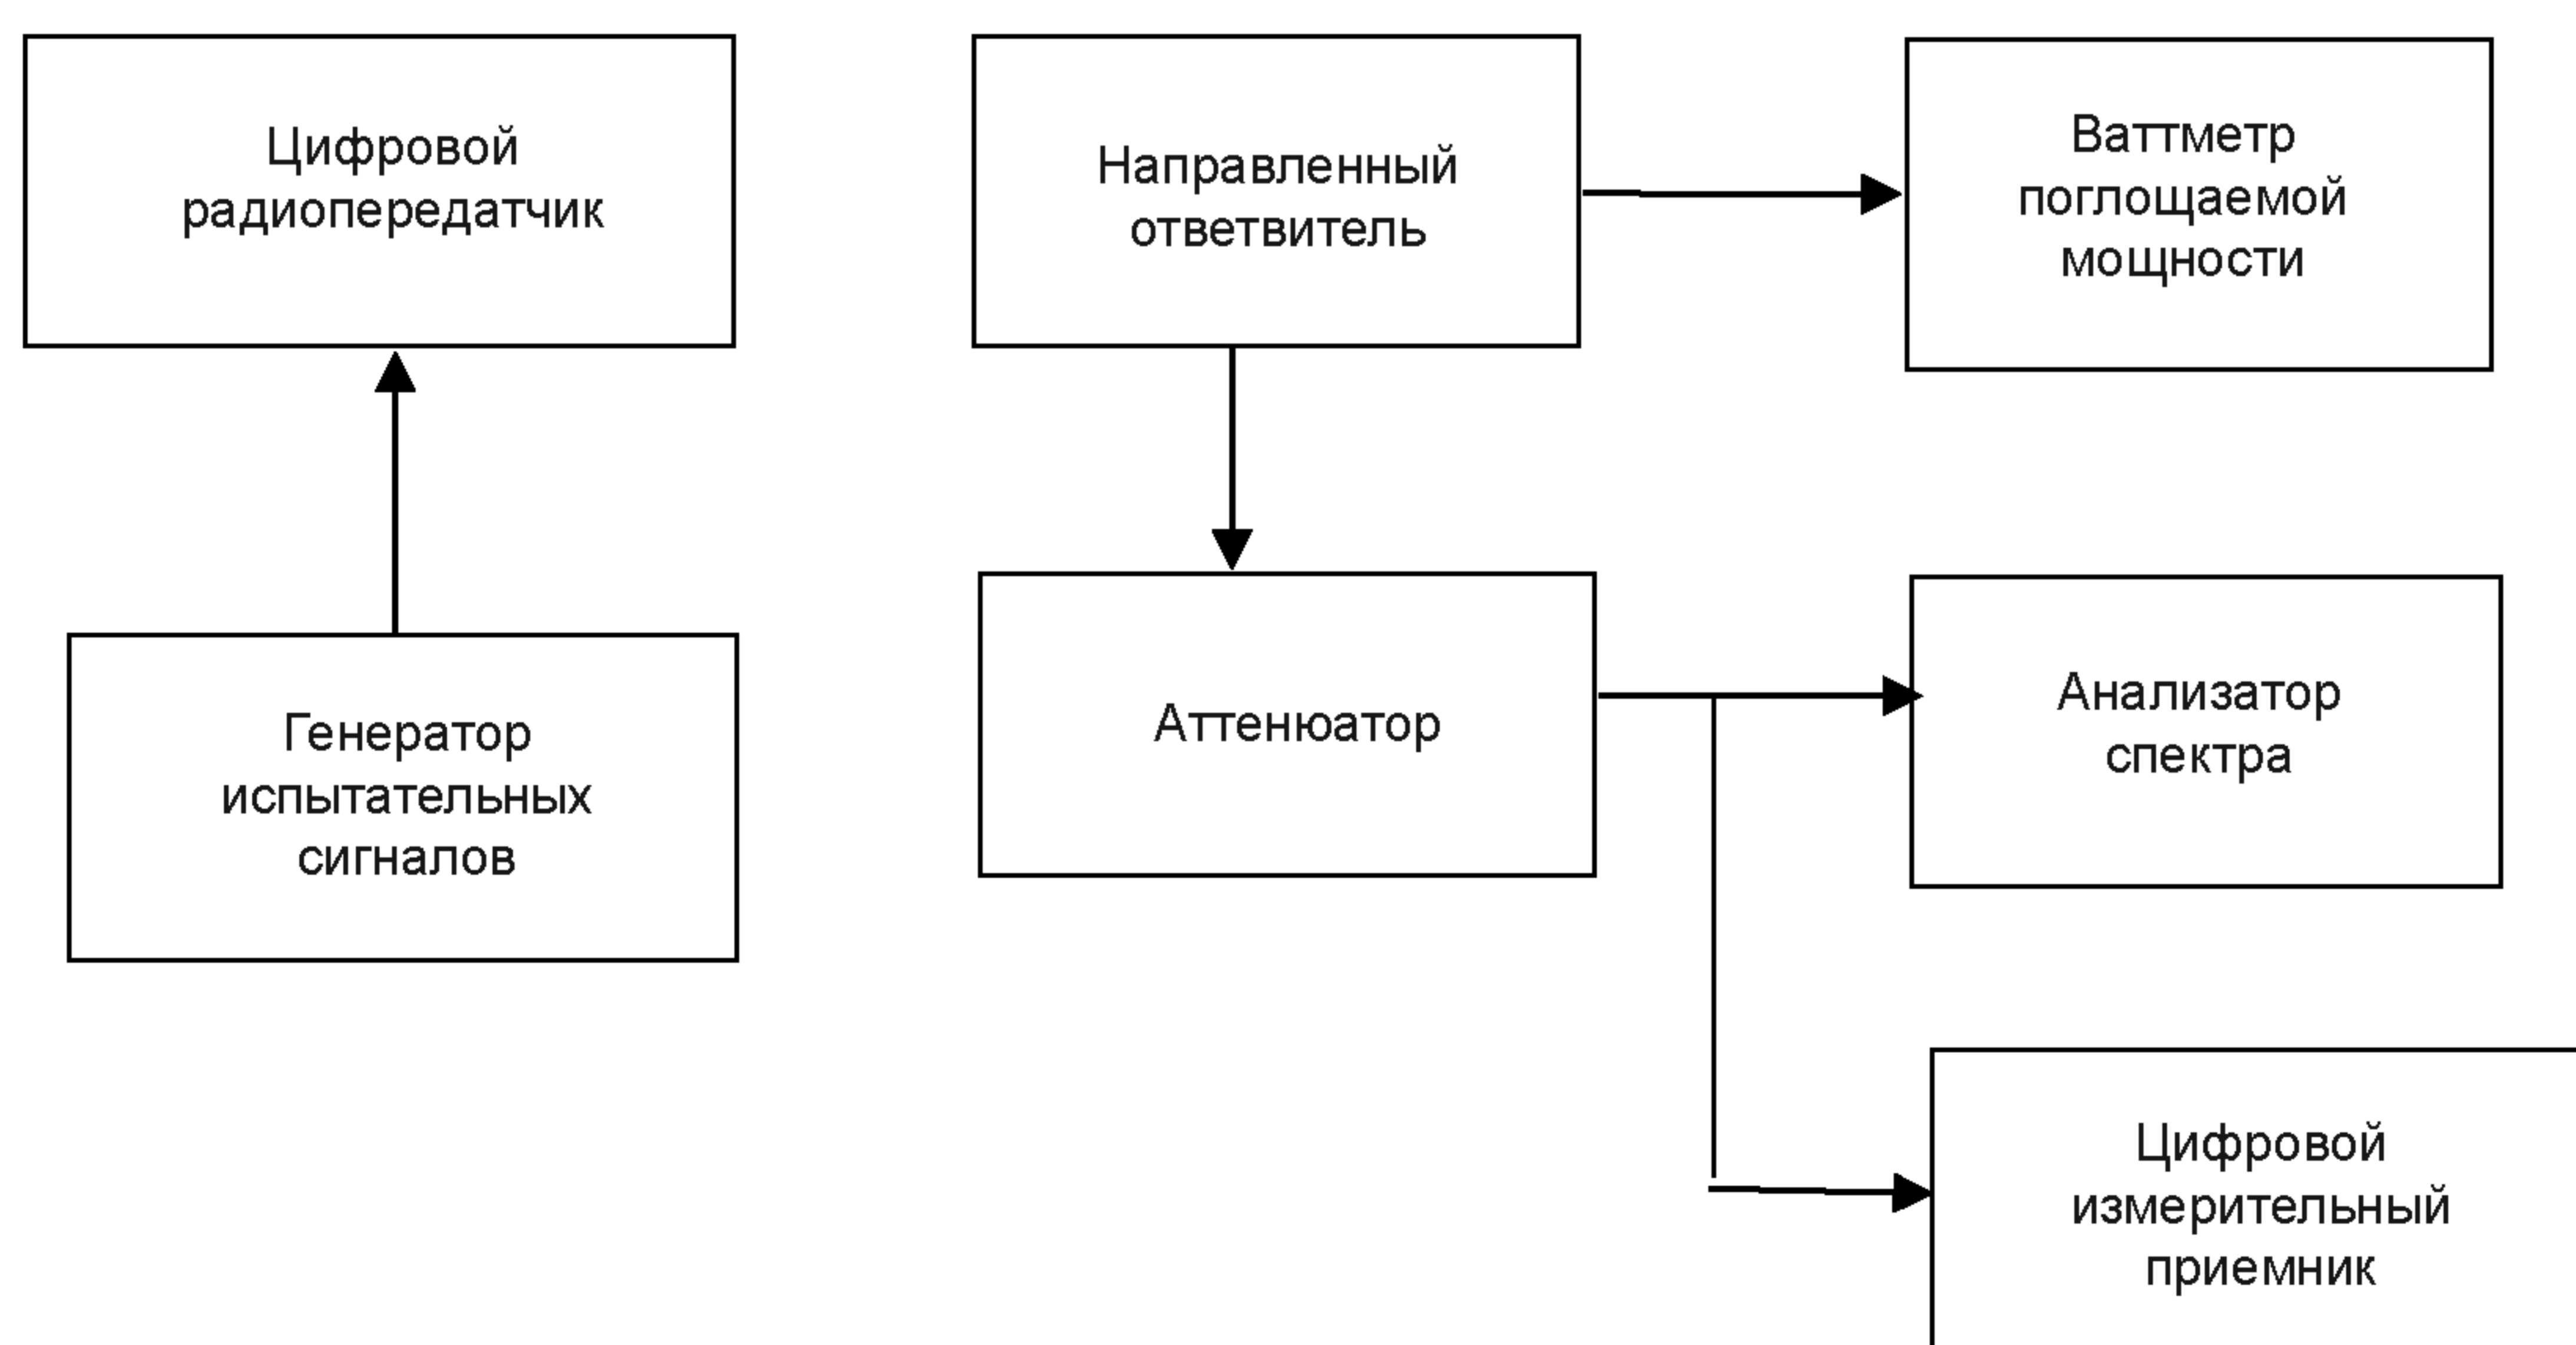 Цифровой
радиопередатчик
Направленный
ответвитель
Ваттметр
поглощаемой
мощности
Генератор
испытательных
сигналов
Аттенюатор
Анализатор
спектра
Цифровой
измерительный
приемник